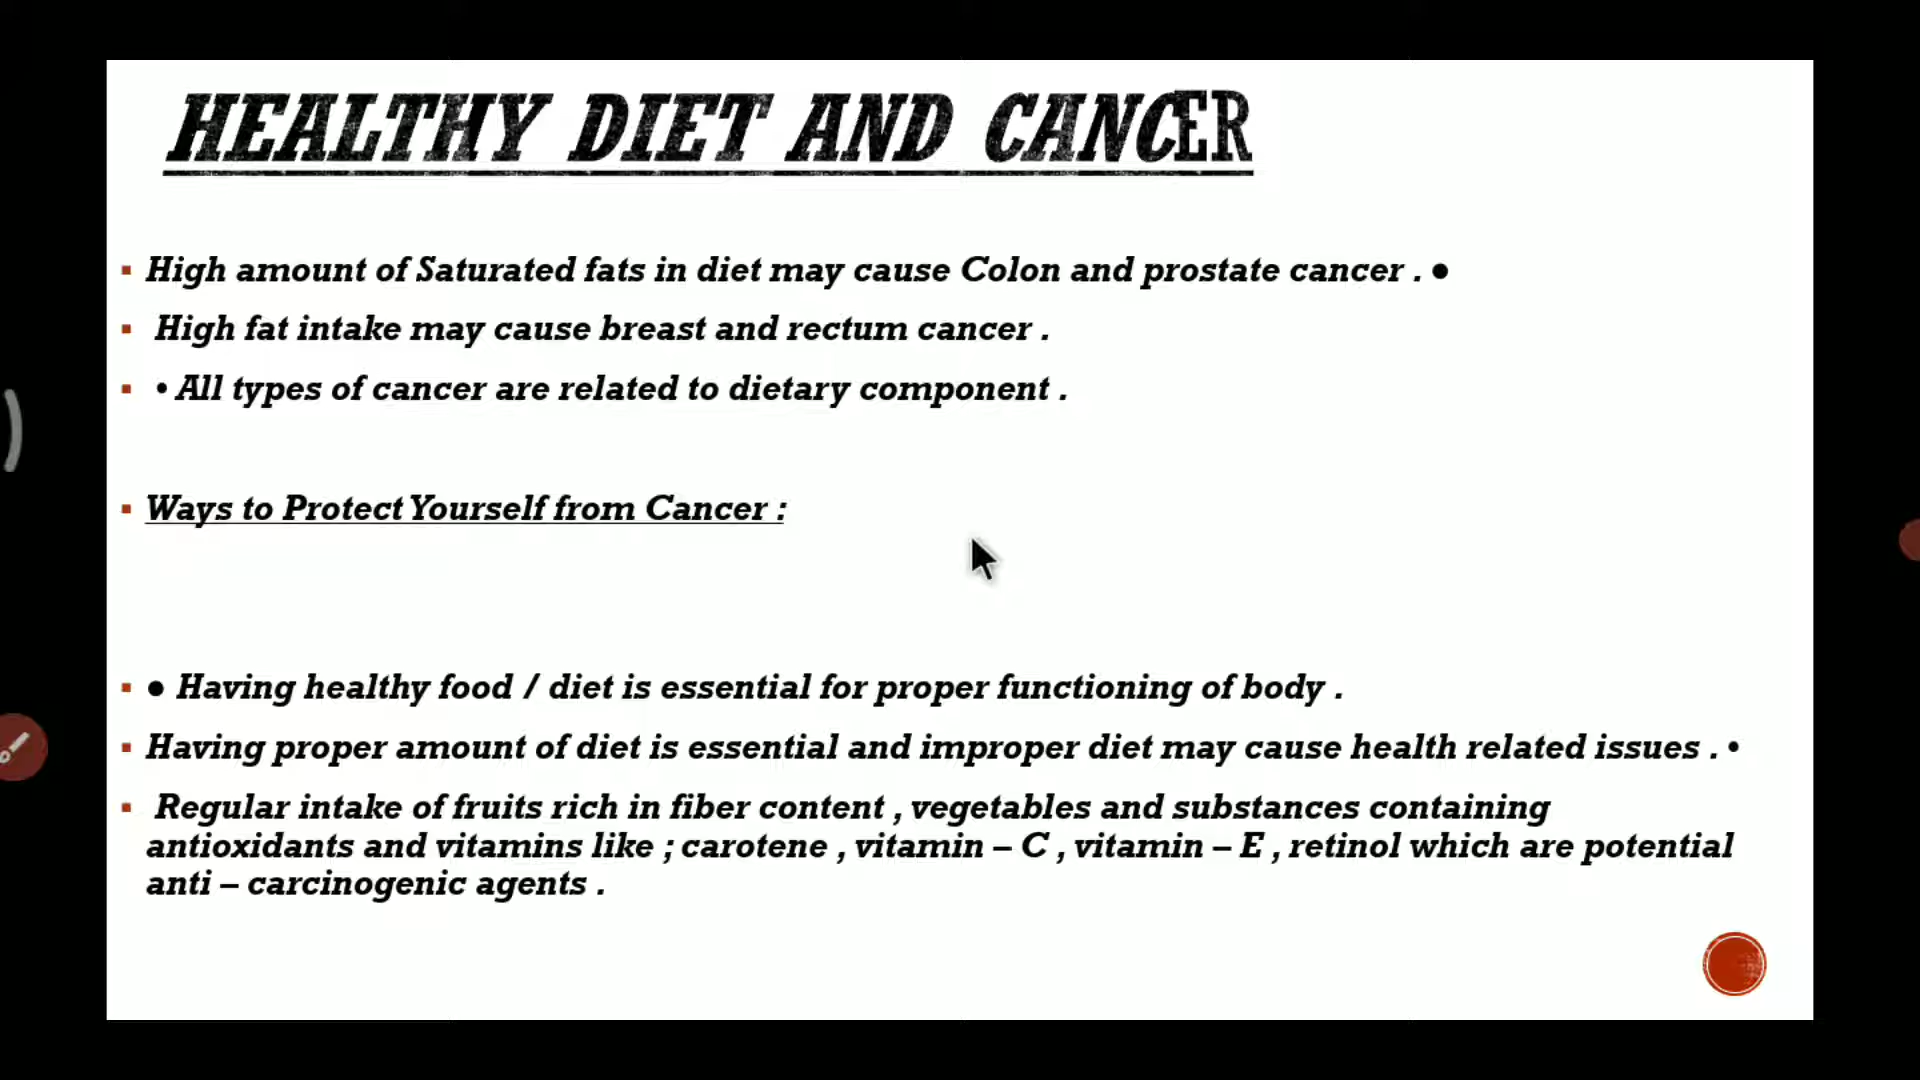 HEALTHY DIET AND CANCER
▪ High amount of Saturated fats in diet may cause Colon and prostate cancer . ●
▪ High fat intake may cause breast and rectum cancer .
▪ • All types of cancer are related to dietary component .
▪ Ways to Protect Yourself from Cancer :
▪ ● Having healthy food / diet is essential for proper functioning of body .
▪ Having proper amount of diet is essential and improper diet may cause health related issues . •
▪ Regular intake of fruits rich in fiber content , vegetables and substances containing
antioxidants and vitamins like ; carotene , vitamin – C , vitamin – E , retinol which are potential
anti – carcinogenic agents .